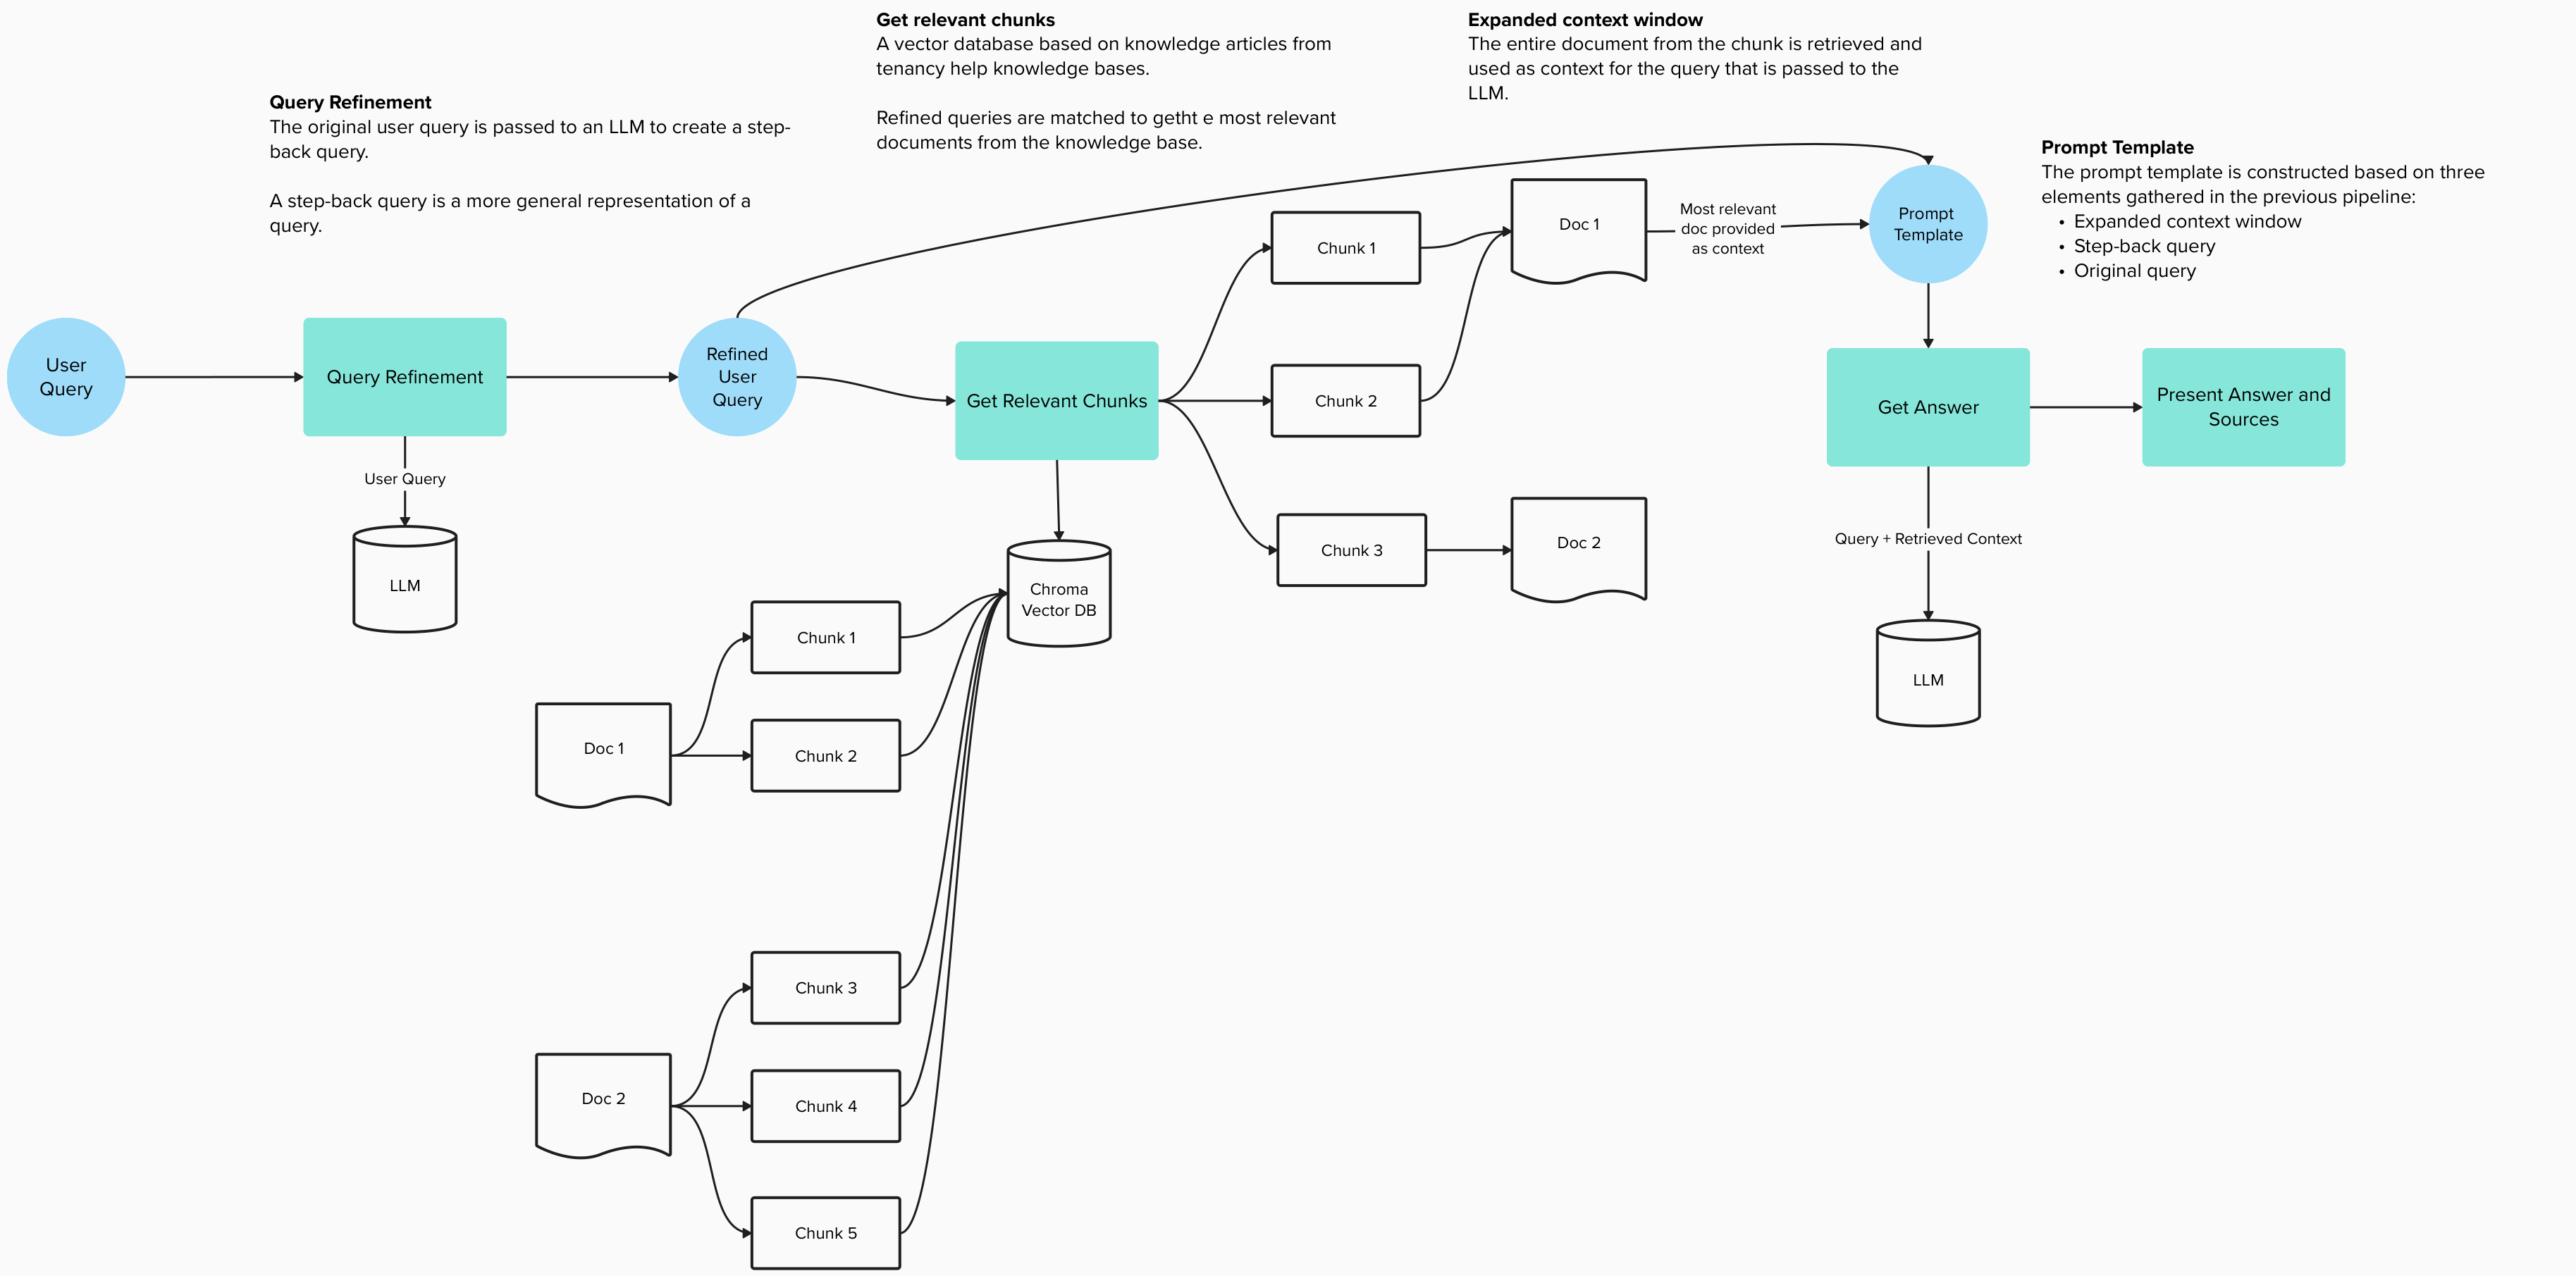 Get relevant chunks
A vector database based on knowledge articles from
tenancy help knowledge bases.
Refined queries are matched to getht e most relevant
documents from the knowledge base.
Expanded context window
The entire document from the chunk is retrieved and
used as context for the query that is passed to the
LLM.
Query Refinement
The original user query is passed to an LLM to create a step-
back query.
A step-back query is a more general representation of a
query.
Prompt Template
The prompt template is constructed based on three
elements gathered in the previous pipeline:
• Expanded context window
• Step-back query
• Original query
User
Query
Query Refinement
User Query
LLM
Refined
User
Query
Get Relevant Chunks
Chroma
Vector DB
Chunk 1
Chunk 2
Chunk 3
Doc 1
Doc 2
Most relevant
doc provided
as context
Prompt
Template
Get Answer
Present Answer and
Sources
Query + Retrieved Context
LLM
Doc 1
Chunk 1
Chunk 2
Doc 2
Chunk 3
Chunk 4
Chunk 5